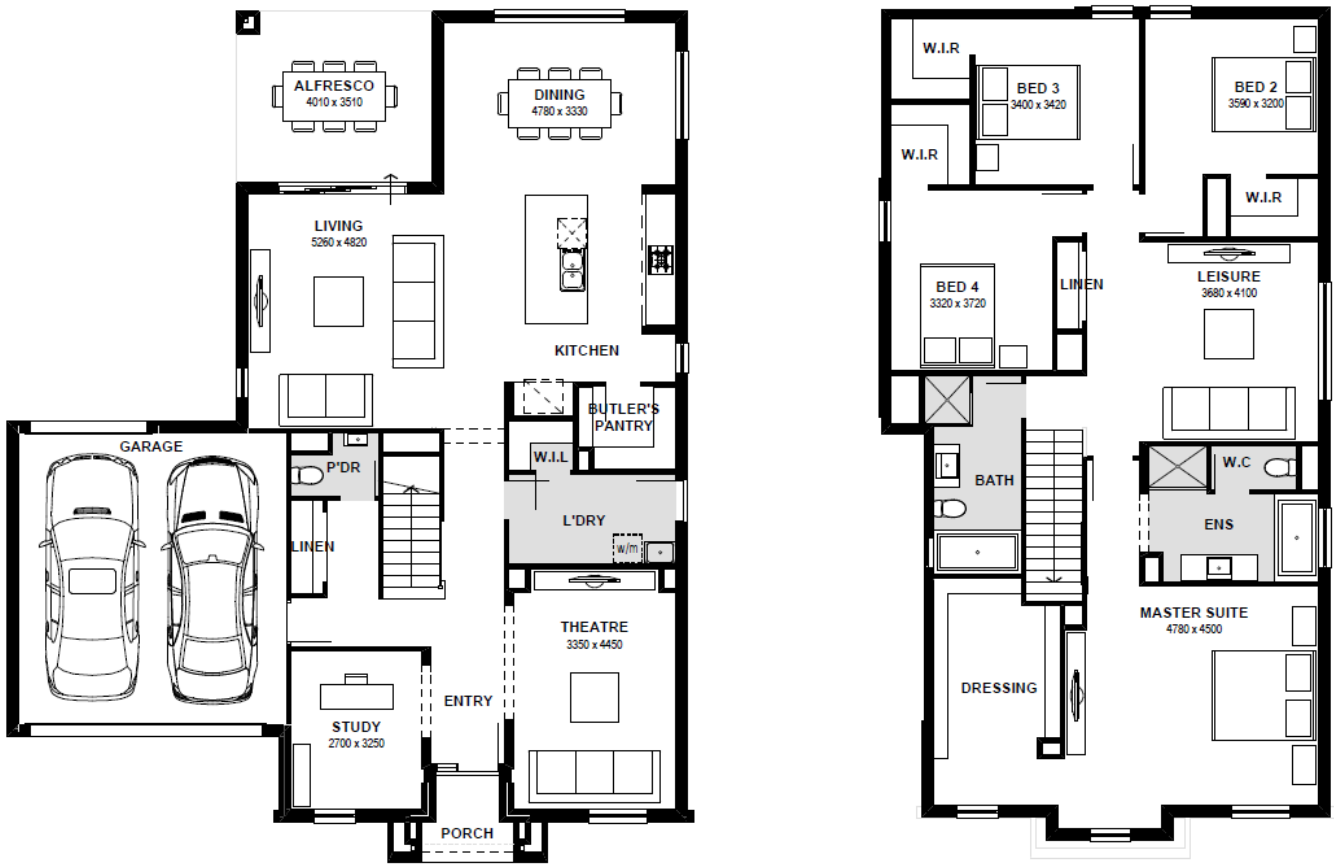 ALFRESCO
4010 x 3510
DINING
4780 x 3330
LIVING
5260 x 4820
KITCHEN
BUTLER'S
PANTRY
GARAGE
P'DR
W.I.L
L'DRY
w/m
LINEN
THEATRE
3350 x 4450
ENTRY
STUDY
2700 x 3250
PORCH
W.I.R
BED 3
3400 x 3420
BED 2
3590 x 3200
W.I.R
W.I.R
BED 4
3320 x 3720
LINEN
LEISURE
3680 x 4100
W.C
BATH
ENS
MASTER SUITE
4780 x 4500
DRESSING